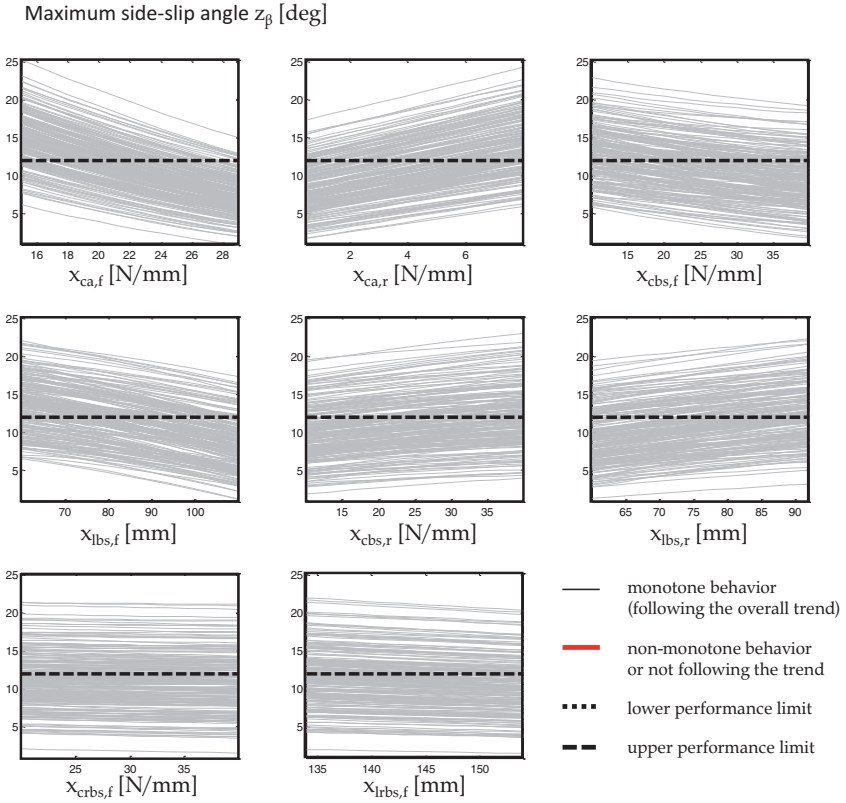 Maximum side-slip angle zβ [deg]
25
20
15
10
5
16 18 20 22 24 26 28
xca,f [N/mm]
25
20
15
10
5
2 4 6
xca,r [N/mm]
25
20
15
10
5
15 20 25 30 35
xcbs,f [N/mm]
25
20
15
10
5
70 80 90 100
xlbs,f [mm]
25
20
15
10
5
15 20 25 30 35
xcbs,r [N/mm]
25
20
15
10
5
65 70 75 80 85 90
xlbs,r [mm]
25
20
15
10
5
25 30 35
xcrbs,f [N/mm]
25
20
15
10
5
135 140 145 150
xlrbs,f [mm]
monotone behavior
(following the overall trend)
non-monotone behavior
or not following the trend
lower performance limit
upper performance limit